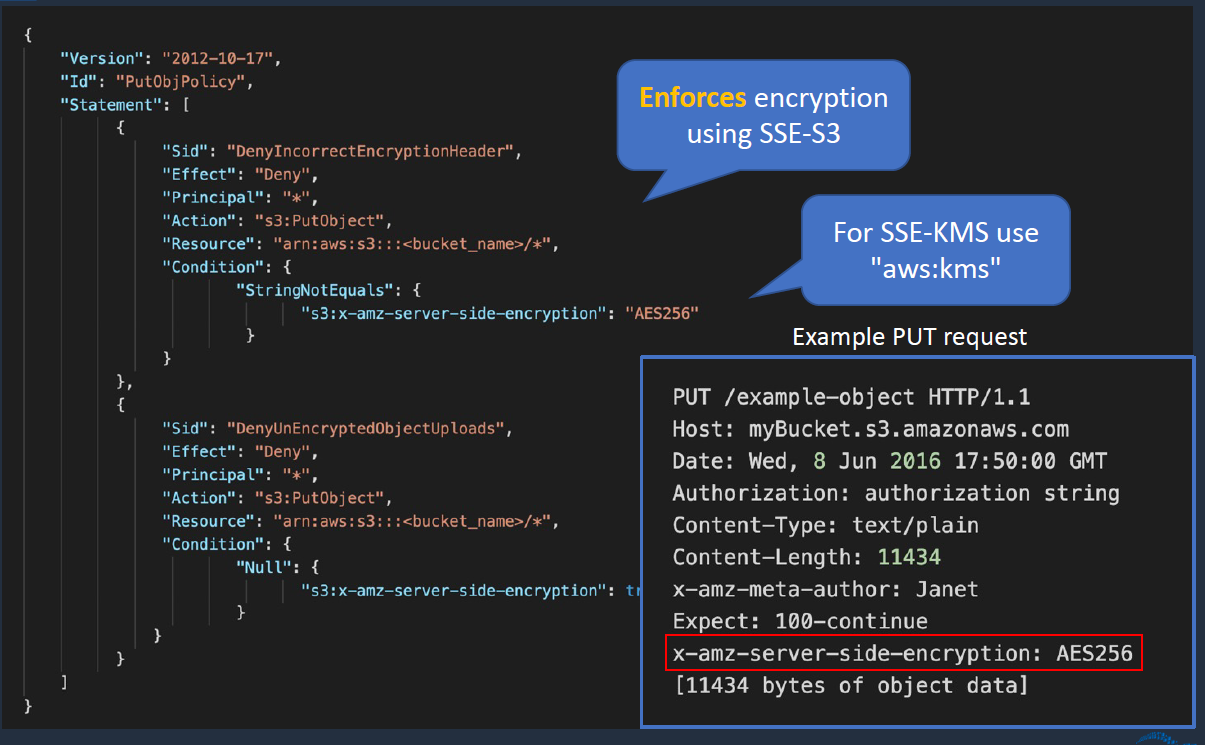 {
"Version": "2012-10-17",
"Id": "PutObjPolicy",
"Statement": [
{
"Sid": "DenyIncorrectEncryptionHeader",
"Effect": "Deny",
"Principal": "*",
"Action": "s3:PutObject",
"Resource": "arn:aws:s3:::<bucket_name>/*",
"Condition": {
"StringNotEquals": {
"s3:x-amz-server-side-encryption": "AES256"
}
}
},
{
"Sid": "DenyUnEncryptedObjectUploads",
"Effect": "Deny",
"Principal": "*",
"Action": "s3:PutObject",
"Resource": "arn:aws:s3:::<bucket_name>/*",
"Condition": {
"Null": {
"s3:x-amz-server-side-encryption":
}
}
}
]
}
Enforces encryption
using SSE-S3
For SSE-KMS use
"aws:kms"
Example PUT request
PUT /example-object HTTP/1.1
Host: myBucket.s3.amazonaws.com
Date: Wed, 8 Jun 2016 17:50:00 GMT
Authorization: authorization string
Content-Type: text/plain
Content-Length: 11434
x-amz-meta-author: Janet
Expect: 100-continue
x-amz-server-side-encryption: AES256
[11434 bytes of object data]